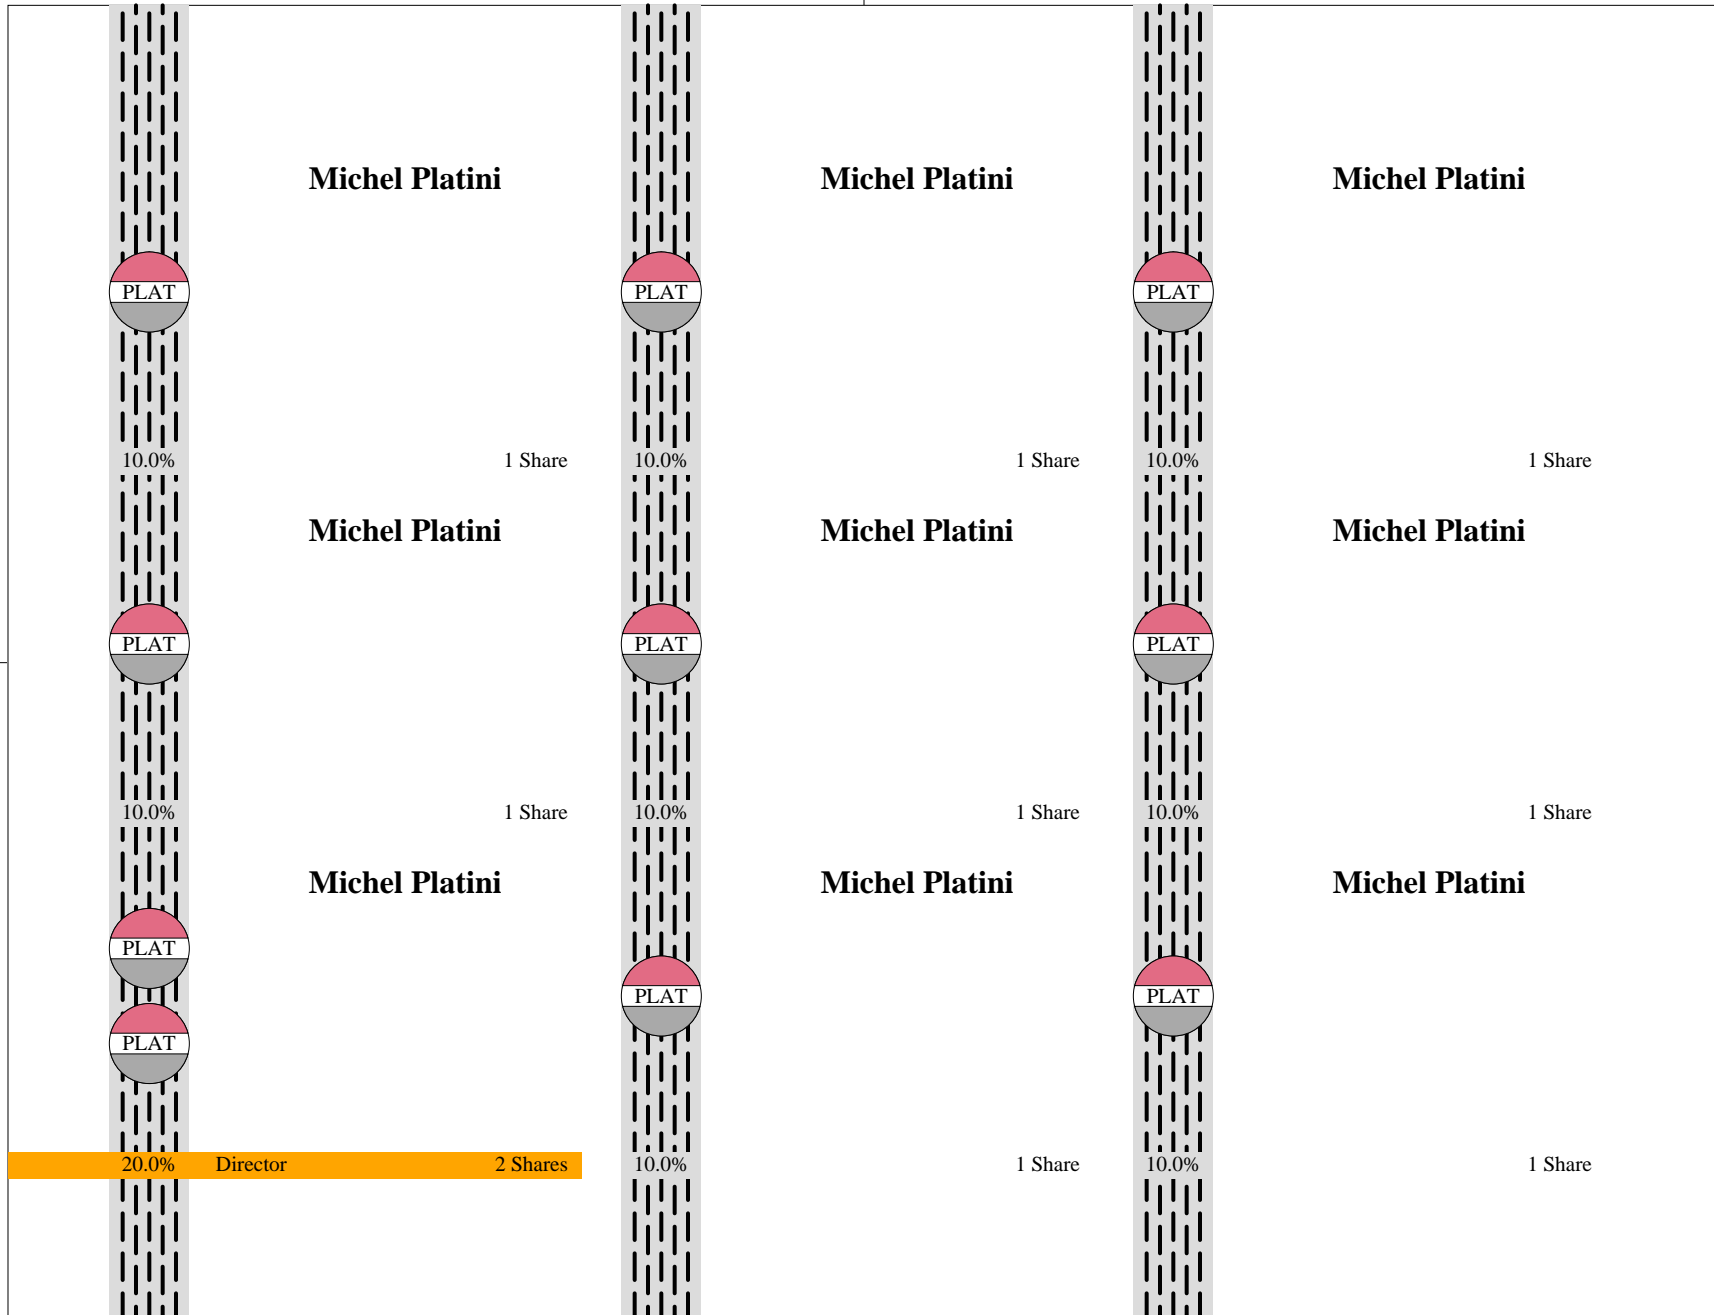 Michel Platini Michel Platini Michel Platini
PLAT PLAT PLAT
10.0% 1 Share 10.0% 1 Share 10.0% 1 Share
Michel Platini Michel Platini Michel Platini
PLAT PLAT PLAT
10.0% 1 Share 10.0% 1 Share 10.0% 1 Share
Michel Platini Michel Platini Michel Platini
PLAT
PLAT PLAT
PLAT
20.0% Director 2 Shares 10.0% 1 Share 10.0% 1 Share